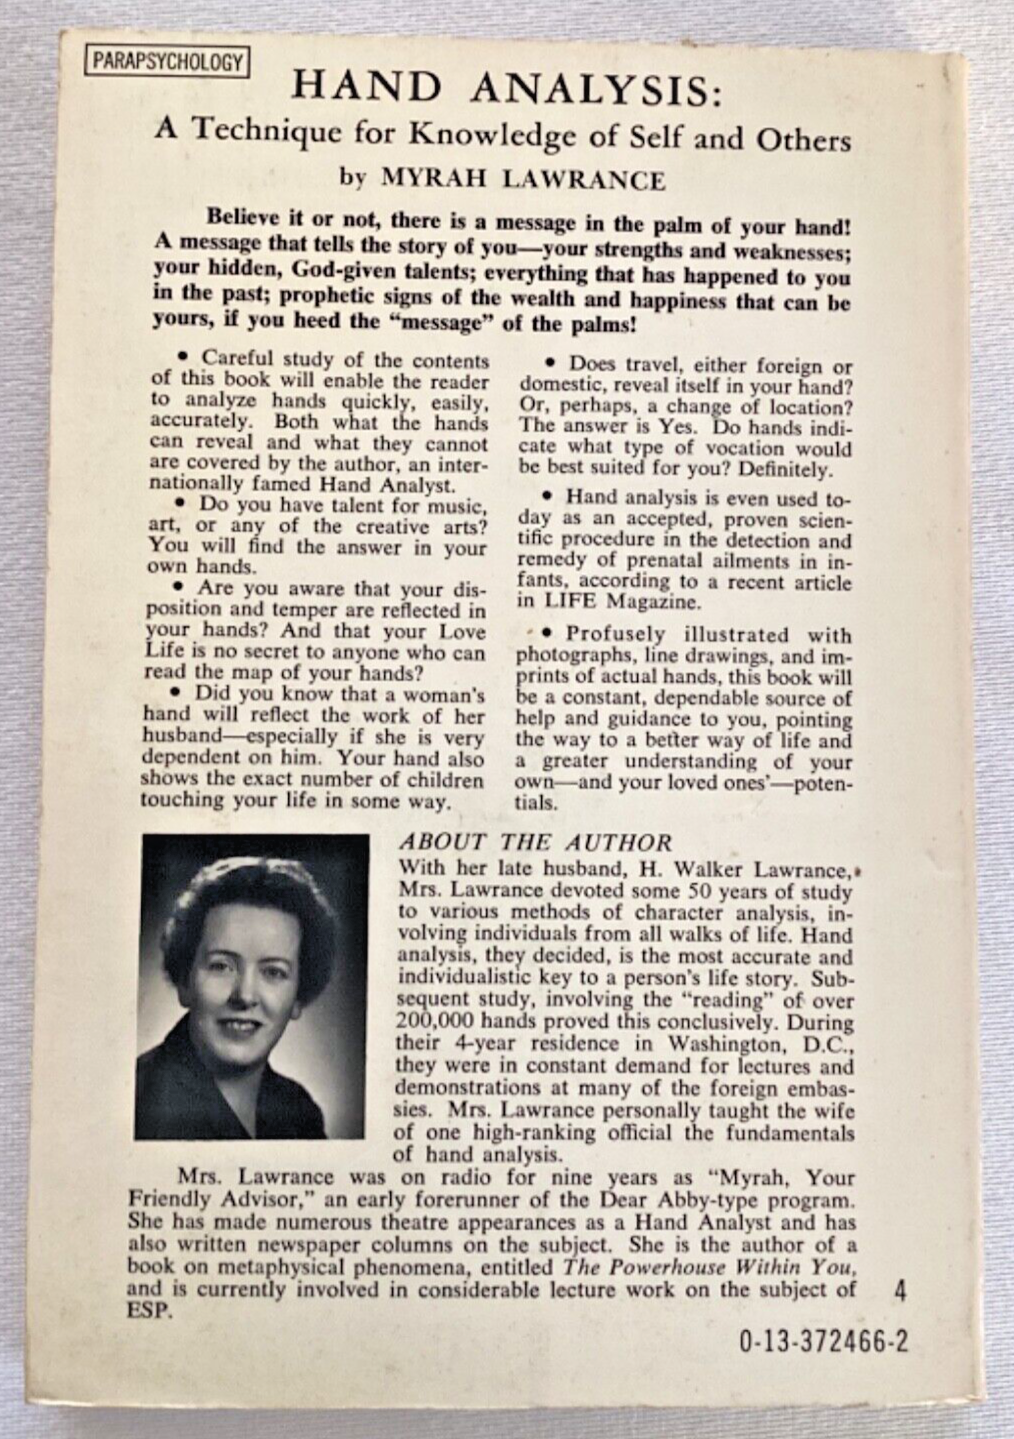 PARAPSYCHOLOGY
HAND ANALYSIS:
A Technique for Knowledge of Self and Others
by MYRAH LAWRANCE
Believe it or not, there is a message in the palm of your hand!
A message that tells the story of you—your strengths and weaknesses;
your hidden, God-given talents; everything that has happened to you
in the past; prophetic signs of the wealth and happiness that can be
yours, if you heed the “message” of the palms!
• Careful study of the contents
of this book will enable the reader
to analyze hands quickly, easily,
accurately. Both what the hands
can reveal and what they cannot
are covered by the author, an inter-
nationally famed Hand Analyst.
• Do you have talent for music,
art, or any of the creative arts?
You will find the answer in your
own hands.
• Are you aware that your dis-
position and temper are reflected in
your hands? And that your Love
Life is no secret to anyone who can
read the map of your hands?
• Did you know that a woman's
hand will reflect the work of her
husband—especially if she is very
dependent on him. Your hand also
shows the exact number of children
touching your life in some way.
• Does travel, either foreign or
domestic, reveal itself in your hand?
Or, perhaps, a change of location?
The answer is Yes. Do hands indi-
cate what type of vocation would
be best suited for you? Definitely.
• Hand analysis is even used to-
day as an accepted, proven scien-
tific procedure in the detection and
remedy of prenatal ailments in in-
fants, according to a recent article
in LIFE Magazine.
• Profusely illustrated with
photographs, line drawings, and im-
prints of actual hands, this book will
be a constant, dependable source of
help and guidance to you, pointing
the way to a better way of life and
a greater understanding of your
own—and your loved ones'—poten-
tials.
ABOUT THE AUTHOR
With her late husband, H. Walker Lawrance,
Mrs. Lawrance devoted some 50 years of study
to various methods of character analysis, in-
volving individuals from all walks of life. Hand
analysis, they decided, is the most accurate and
individualistic key to a person's life story. Sub-
sequent study, involving the “reading” of over
200,000 hands proved this conclusively. During
their 4-year residence in Washington, D.C.,
they were in constant demand for lectures and
demonstrations at many of the foreign embas-
sies. Mrs. Lawrance personally taught the wife
of one high-ranking official the fundamentals
of hand analysis.
Mrs. Lawrance was on radio for nine years as “Myrah, Your
Friendly Advisor,” an early forerunner of the Dear Abby-type program.
She has made numerous theatre appearances as a Hand Analyst and has
also written newspaper columns on the subject. She is the author of a
book on metaphysical phenomena, entitled The Powerhouse Within You,
and is currently involved in considerable lecture work on the subject of
ESP.
4
0-13-372466-2